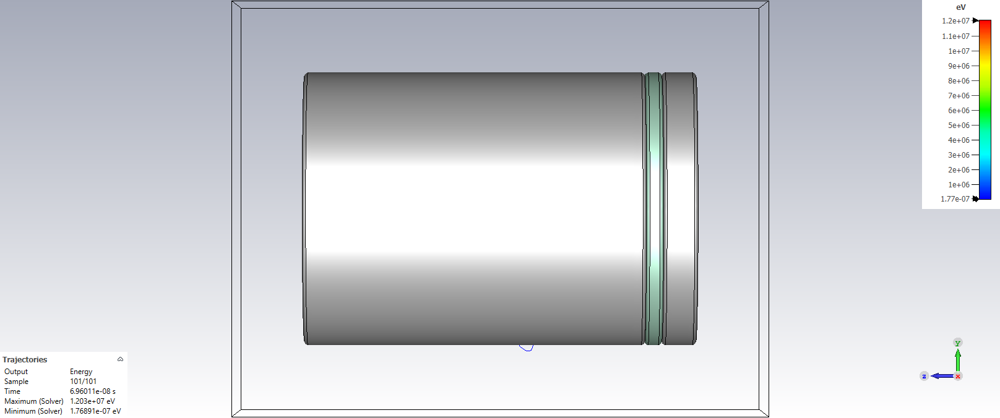 eV
1.2e+07
1.1e+07
1e+07
9e+06
8e+06
7e+06
6e+06
5e+06
4e+06
3e+06
2e+06
1e+06
1.77e-07
Y
z x
Trajectories
Output Energy
Sample 101/101
Time 6.96011e-08 s
Maximum (Solver) 1.203e+07 eV
Minimum (Solver) 1.76891e-07 eV